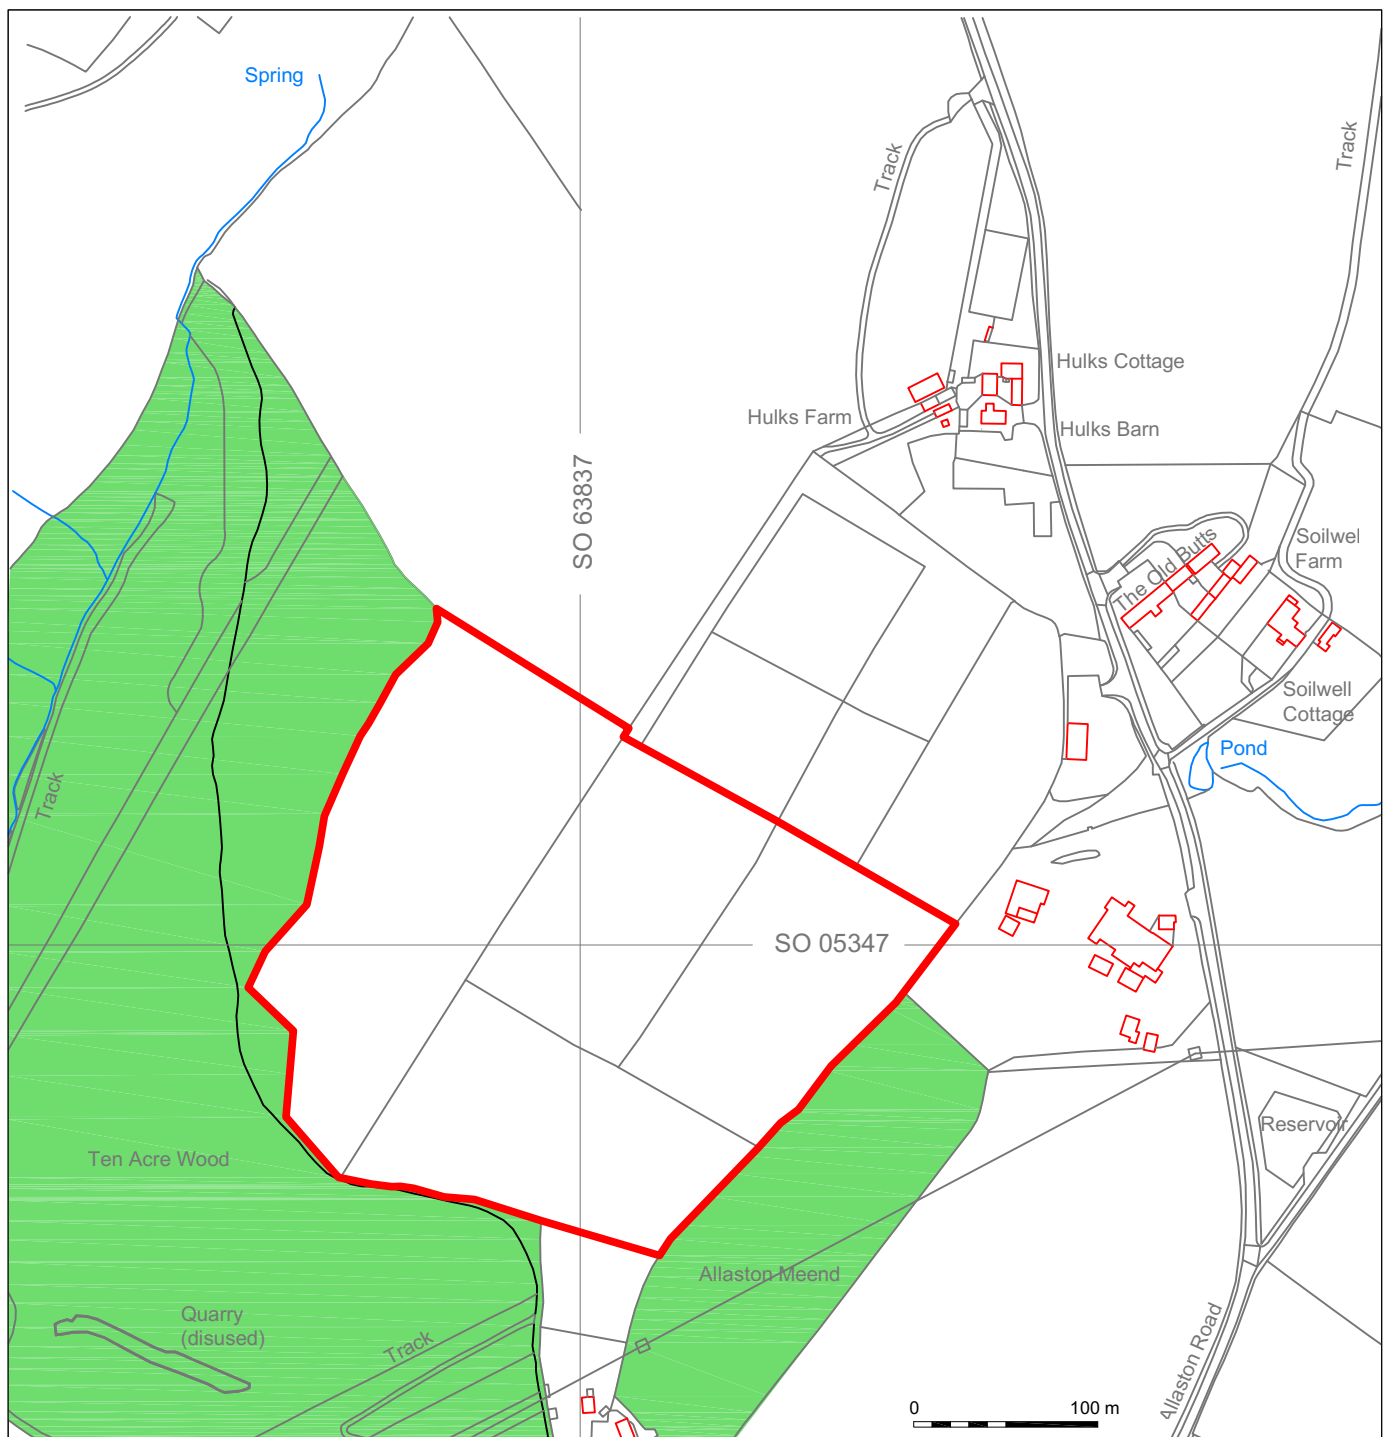 Spring
Track
Track
Hulks Cottage
Hulks Farm
Hulks Barn
SO 63837
The Old Butts
Soilwel
Farm
Soilwell
Cottage
Pond
Track
SO 05347
Reservoir
Ten Acre Wood
Allaston Meend
Quarry
(disused)
Track
Allaston Road
0 100 m